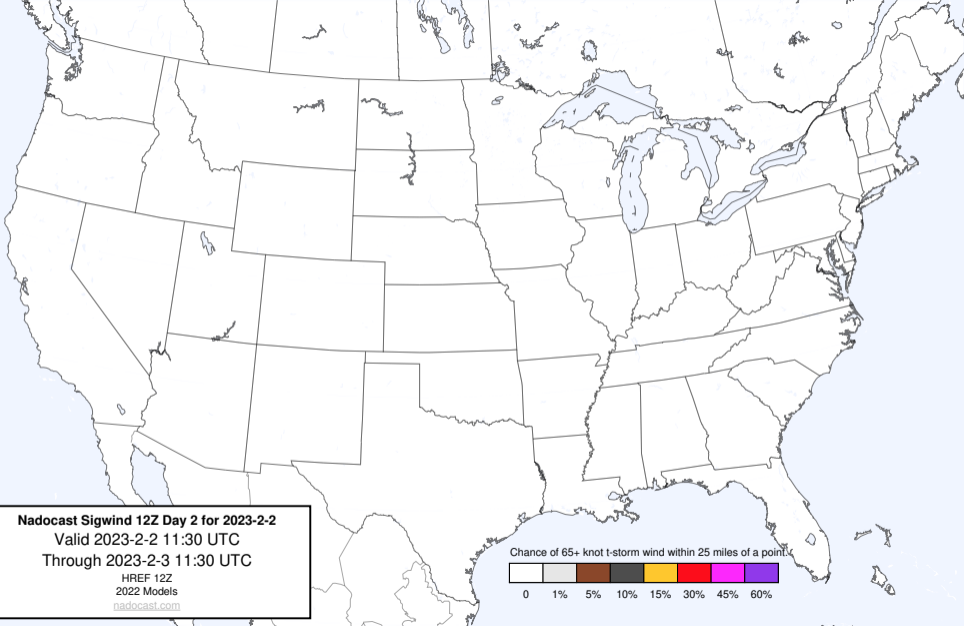 Nadocast Sigwind 12Z Day 2 for 2023-2-2
Valid 2023-2-2 11:30 UTC
Through 2023-2-3 11:30 UTC
HREF 12Z
2022 Models
nadocast.com
Chance of 65+ knot t-storm wind within 25 miles of a point.
0 1% 5% 10% 15% 30% 45% 60%